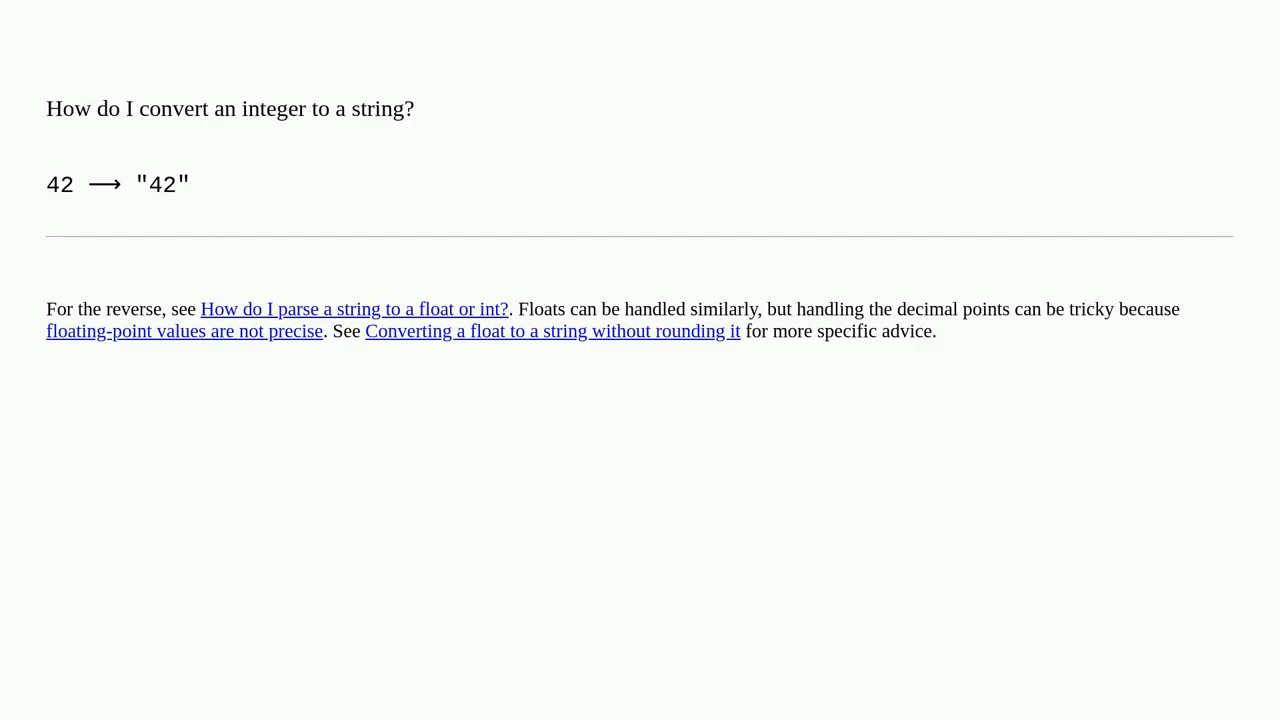 How do I convert an integer to a string?
42 ⟶ "42"
For the reverse, see How do I parse a string to a float or int?. Floats can be handled similarly, but handling the decimal points can be tricky because
floating-point values are not precise. See Converting a float to a string without rounding it for more specific advice.